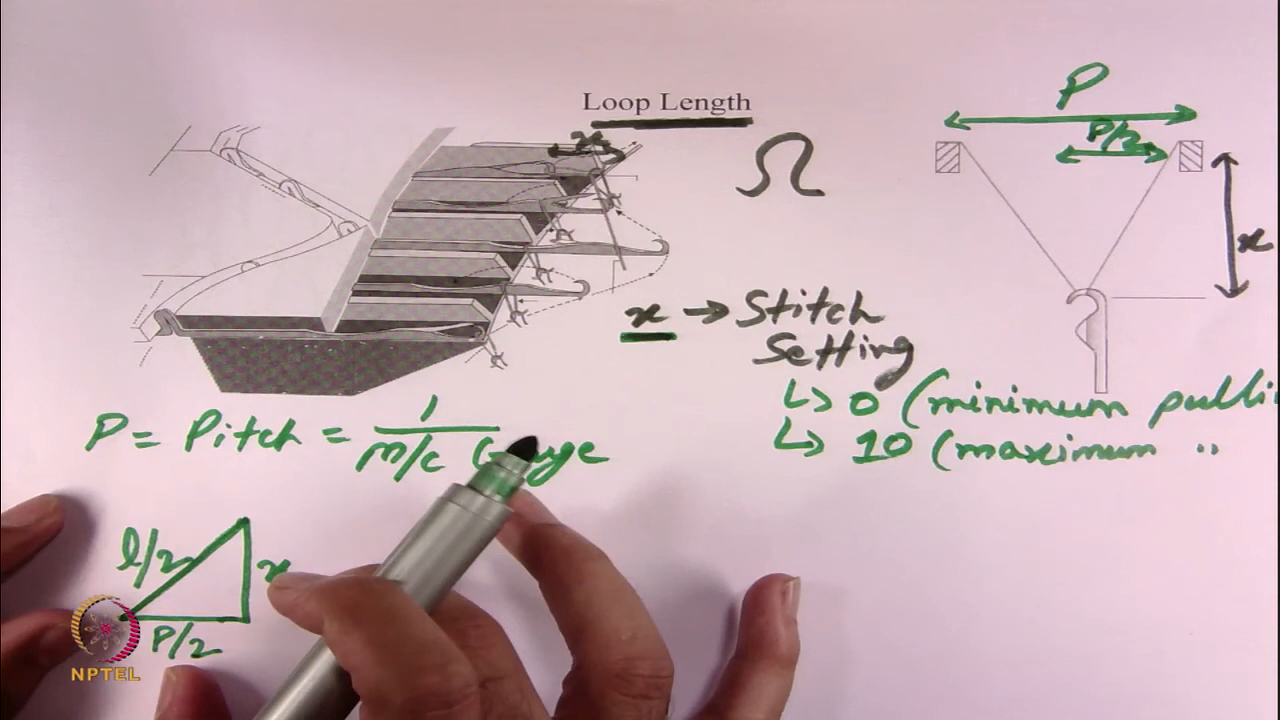 Loop Length
x
Ω
P
P/2
x
x → Stitch
Setting
↳ 0 (minimum pulli
↳ 10 (maximum "
P = Pitch = 1 / m/c Gauge
l/2
x
P/2
NPTEL